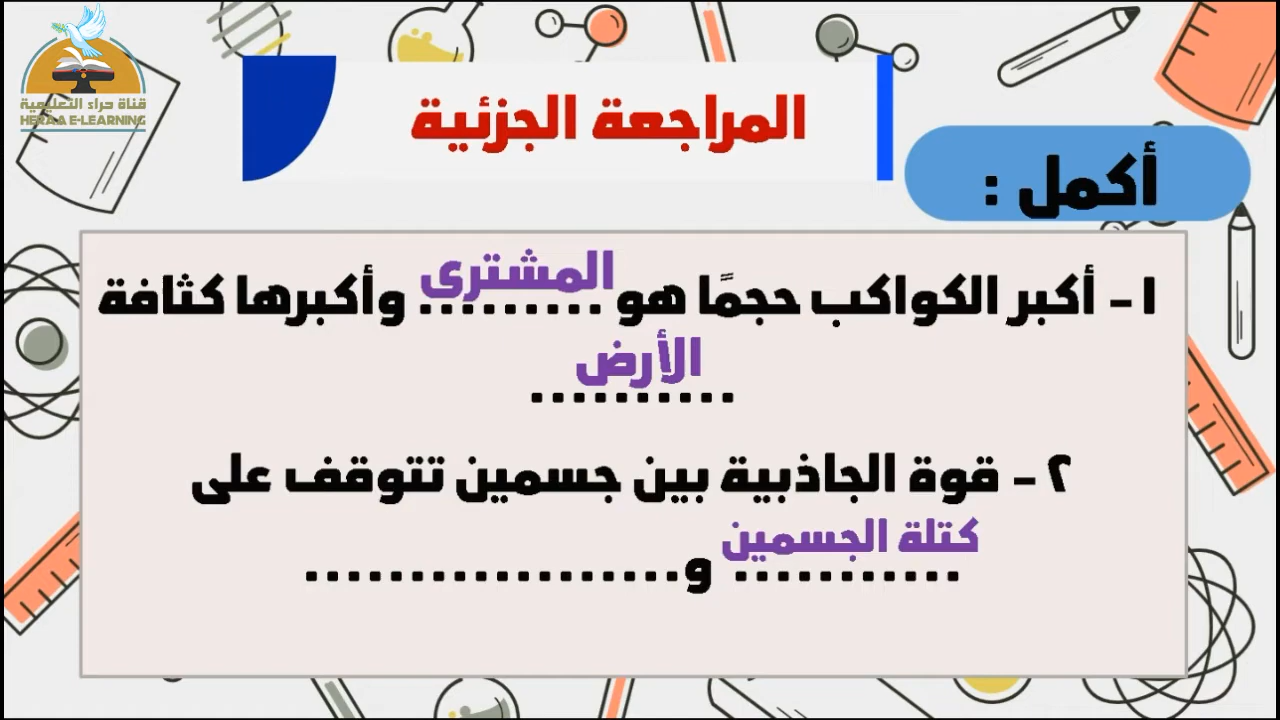 قناة حراء التعليمية
HERAA E-LEARNING
المراجعة الجزئية
أكمل :
١ - أكبر الكواكب حجمًا هو المشترى وأكبرها كثافة
الأرض
..........
٢ - قوة الجاذبية بين جسمين تتوقف على
كتلة الجسمين
........... و..................